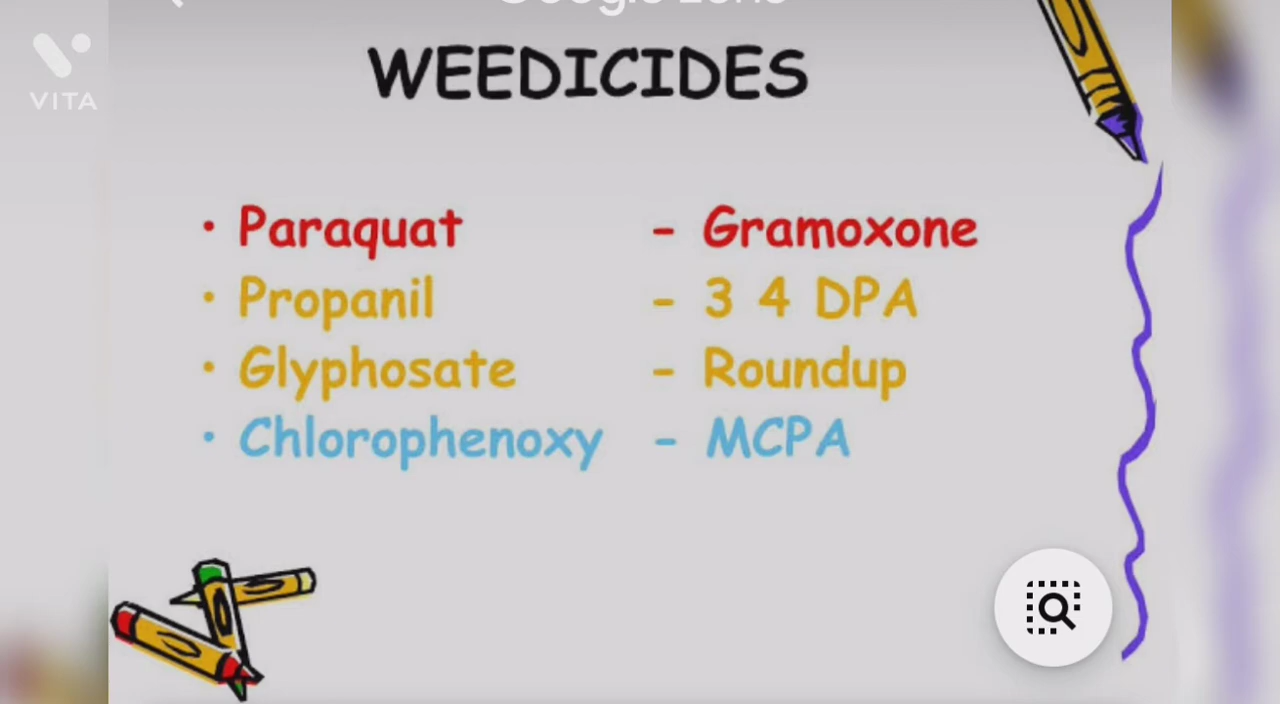 VITA
WEEDICIDES
• Paraquat - Gramoxone
• Propanil - 3 4 DPA
• Glyphosate - Roundup
• Chlorophenoxy - MCPA